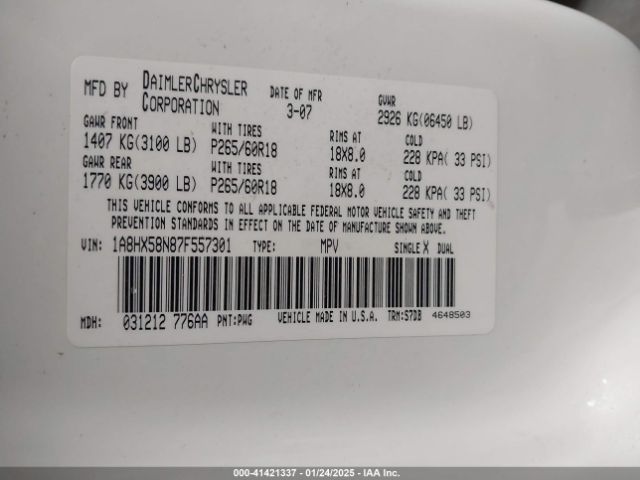 MFD BY DAIMLERCHRYSLER CORPORATION DATE OF MFR 3-07 GVWR 2926 KG(06450 LB)
GAWR FRONT WITH TIRES RIMS AT COLD
1407 KG(3100 LB) P265/60R18 18X8.0 228 KPA( 33 PSI)
GAWR REAR WITH TIRES RIMS AT COLD
1770 KG(3900 LB) P265/60R18 18X8.0 228 KPA( 33 PSI)
THIS VEHICLE CONFORMS TO ALL APPLICABLE FEDERAL MOTOR VEHICLE SAFETY AND THEFT
PREVENTION STANDARDS IN EFFECT ON THE DATE OF MANUFACTURE SHOWN ABOVE.
VIN: 1A8HX58N87F557301 TYPE: MPV SINGLE X DUAL
MDH: 031212 776AA PNT:PWG VEHICLE MADE IN U.S.A. TRM:S7DB 4648503
000-41421337 - 01/24/2025 - IAA Inc.